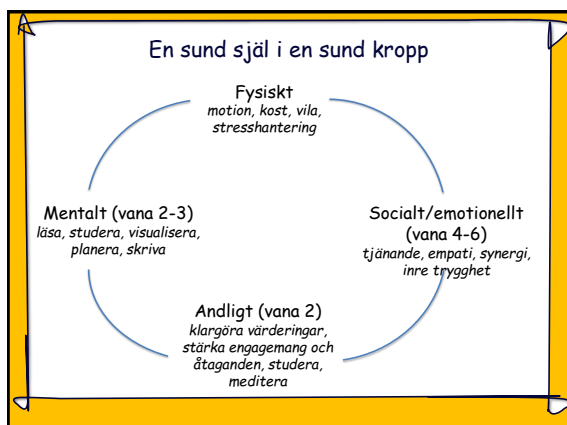 En sund själ i en sund kropp
Fysiskt
motion, kost, vila,
stresshantering
Mentalt (vana 2-3)
läsa, studera, visualisera,
planera, skriva
Socialt/emotionellt
(vana 4-6)
tjänande, empati, synergi,
inre trygghet
Andligt (vana 2)
klargöra värderingar,
stärka engagemang och
åtaganden, studera,
meditera